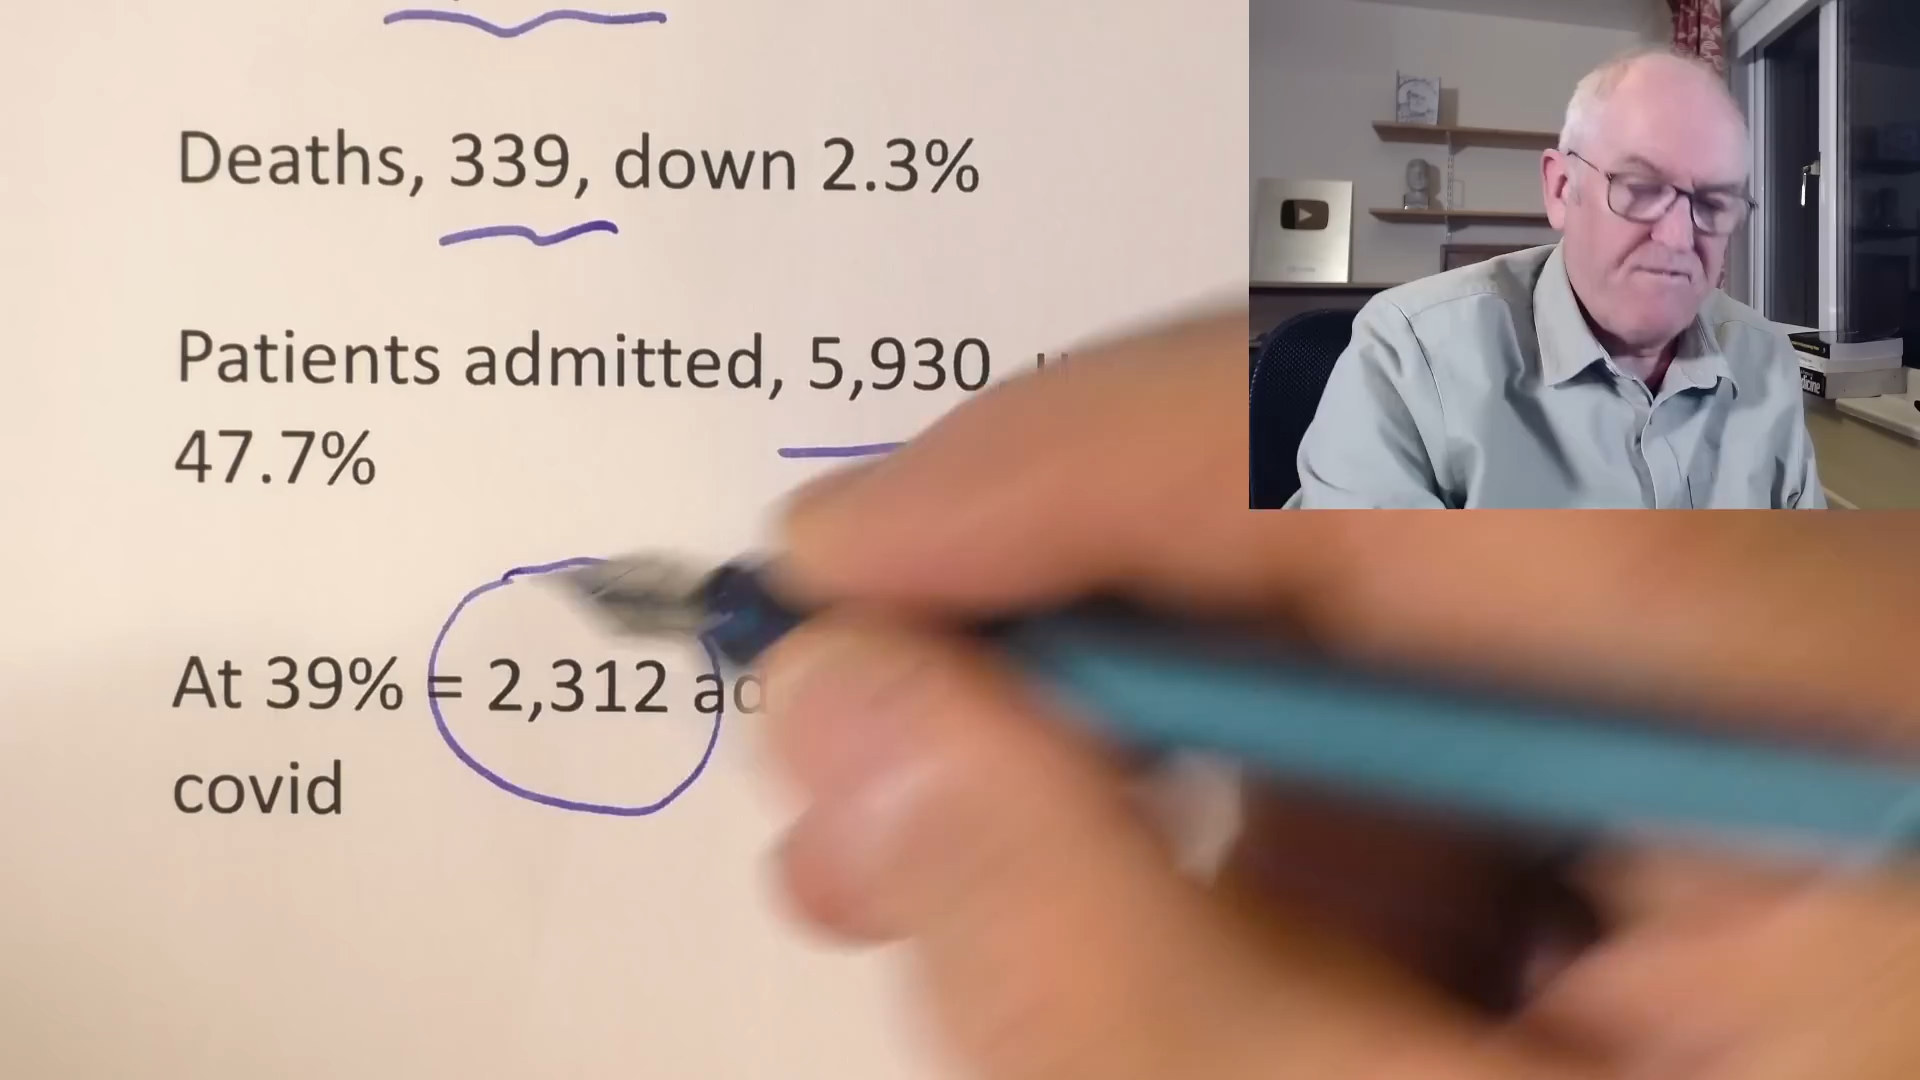 Deaths, 339, down 2.3%
Patients admitted, 5,930,
47.7%
At 39% = 2,312
covid